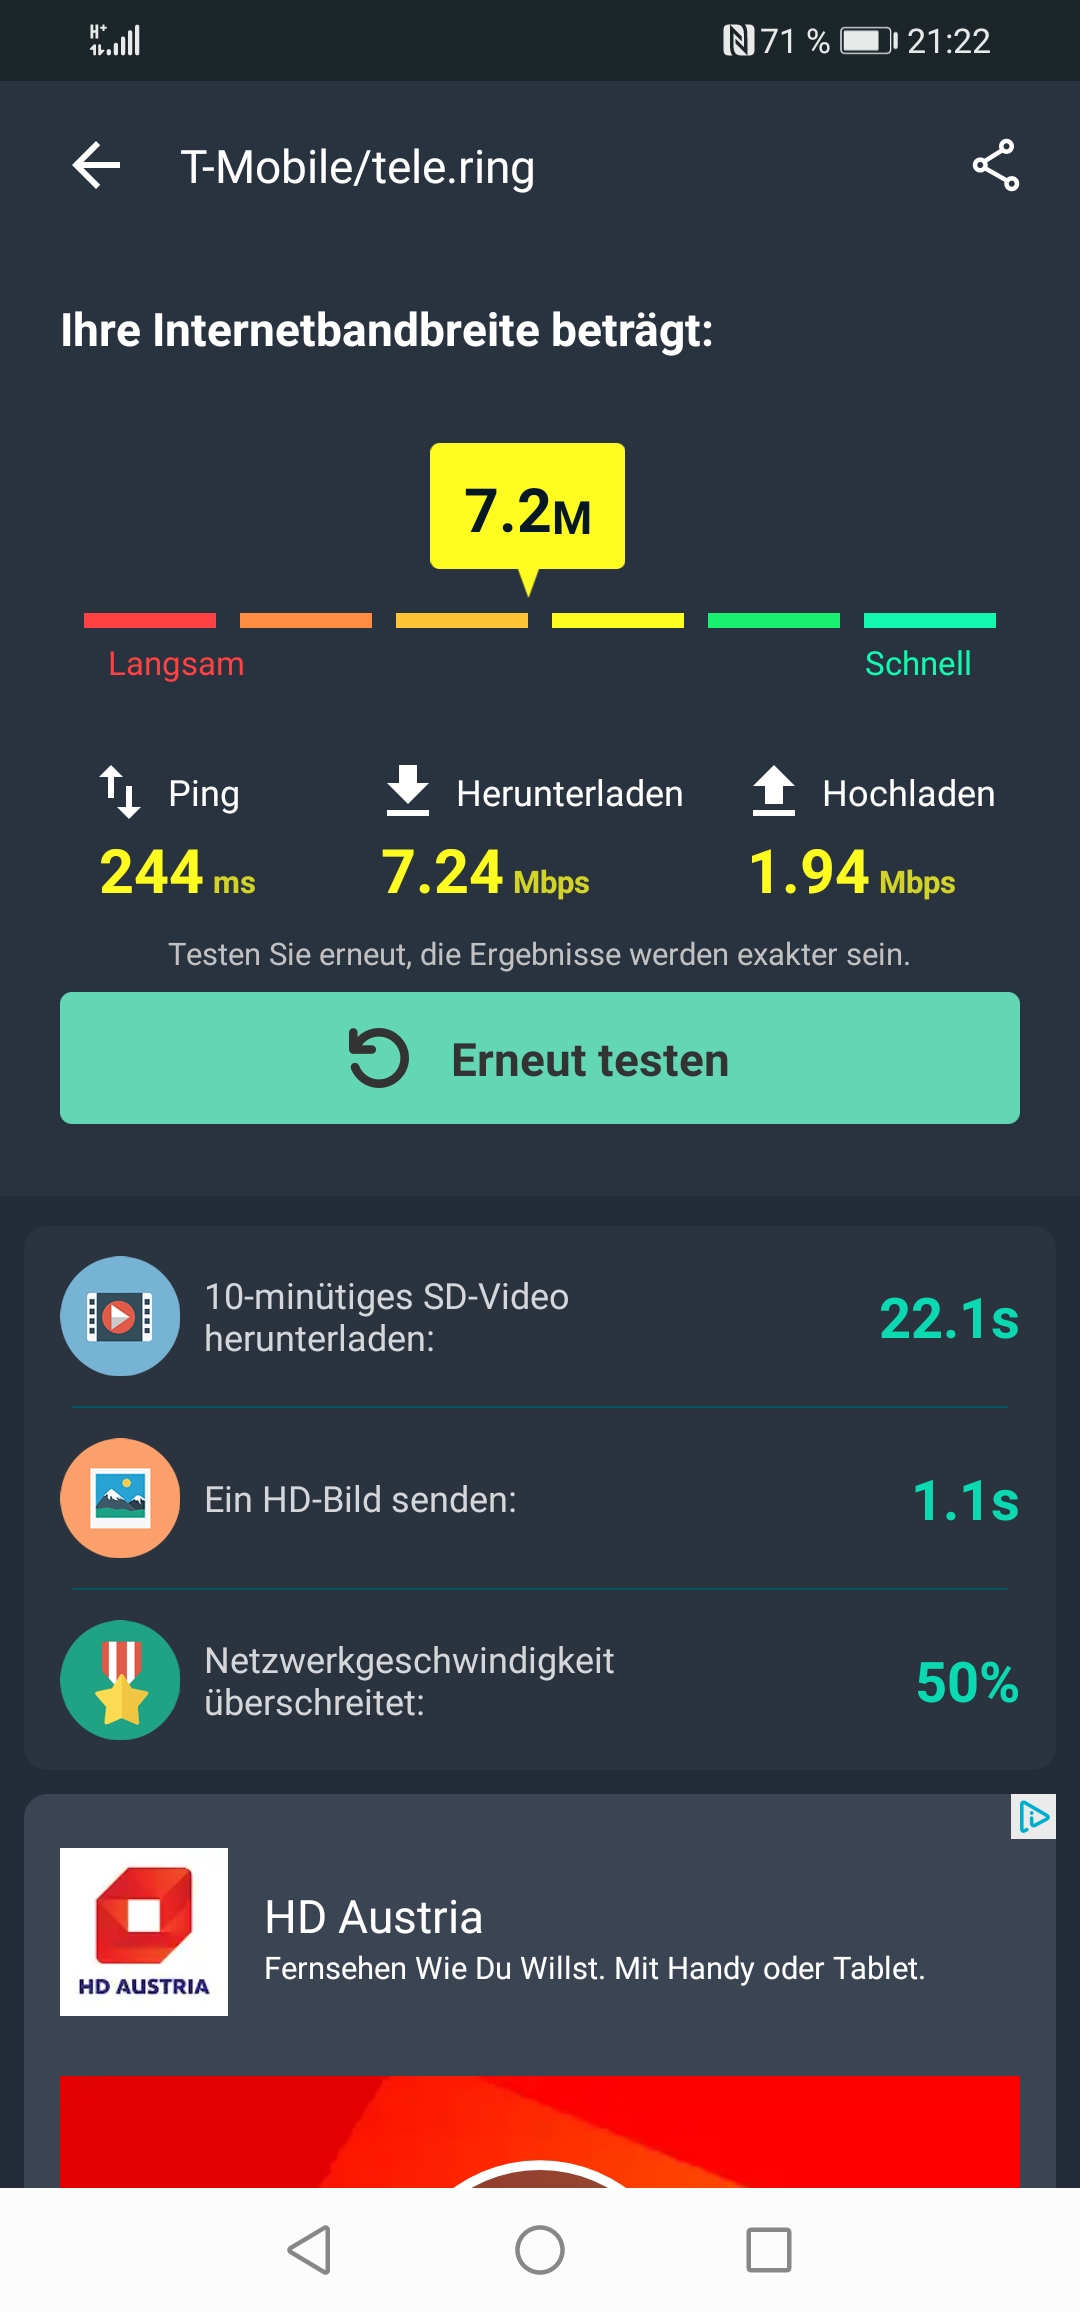 H+
71 %
21:22
T-Mobile/tele.ring
Ihre Internetbandbreite beträgt:
7.2M
Langsam
Schnell
Ping
Herunterladen
Hochladen
244 ms
7.24 Mbps
1.94 Mbps
Testen Sie erneut, die Ergebnisse werden exakter sein.
Erneut testen
10-minütiges SD-Video
herunterladen:
22.1s
Ein HD-Bild senden:
1.1s
Netzwerkgeschwindigkeit
überschreitet:
50%
HD AUSTRIA
HD Austria
Fernsehen Wie Du Willst. Mit Handy oder Tablet.